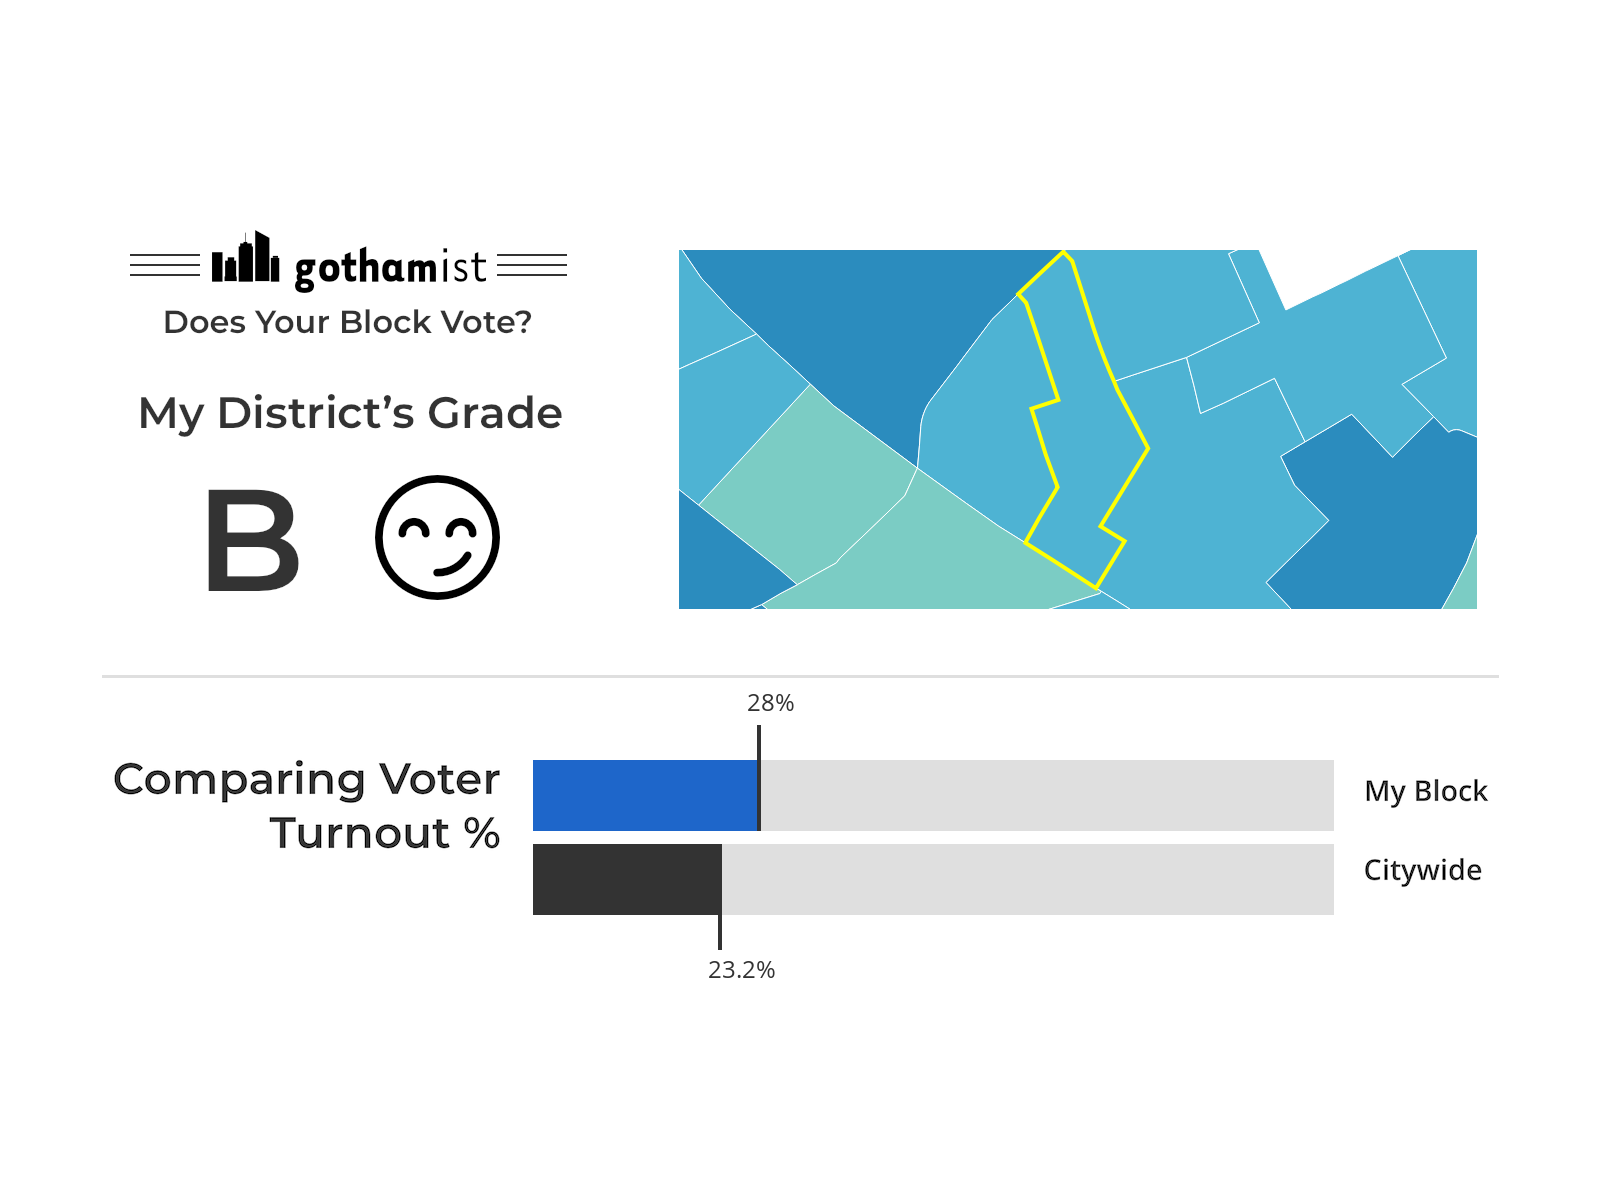 gothamist
Does Your Block Vote?
My District’s Grade
B
28%
Comparing Voter
Turnout %
My Block
Citywide
23.2%